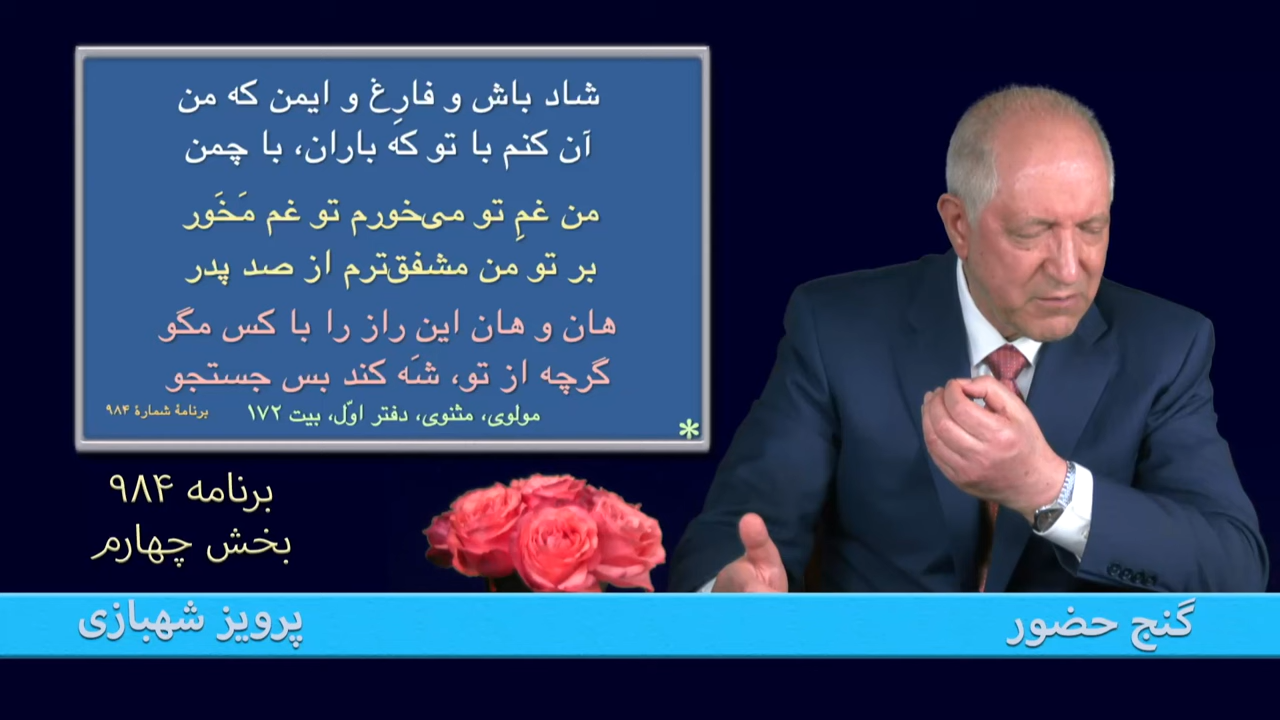 شاد باش و فارِغ و ایمن که من
آن کنم با تو که باران، با چمن
من غمِ تو می‌خورم تو غم مَخَور
بر تو من مشفق‌ترم از صد پدر
هان و هان این راز را با کس مگو
گرچه از تو، شَه کند بس جستجو
مولوی، مثنوی، دفتر اوّل، بیت ۱۷۲
برنامهٔ شمارهٔ ۹۸۴
*
برنامه ۹۸۴
بخش چهارم
گنج حضور
پرویز شهبازی